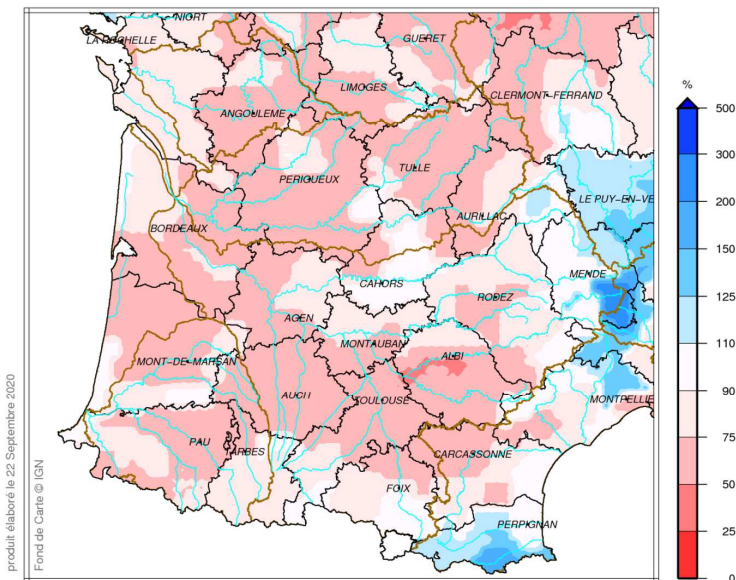 NIORT
LA ROCHELLE
GUERET
%
LIMOGES
CLERMONT-FERRAND
500
ANGOULEME
300
TULLE
PERIGUEUX
200
LE PUY-EN-VE
AURILLAC
BORDEAUX
150
MENDE
CAHORS
125
RODEZ
AGEN
110
MONTAUBAN
ALBI
MONT-DE-MARSAN
90
AUCH
TOULOUSE
MONTPELLIE
75
PAU
TARBES
CARCASSONNE
50
FOIX
PERPIGNAN
25
0
produit élaboré le 22 Septembre 2020
Fond de Carte © IGN